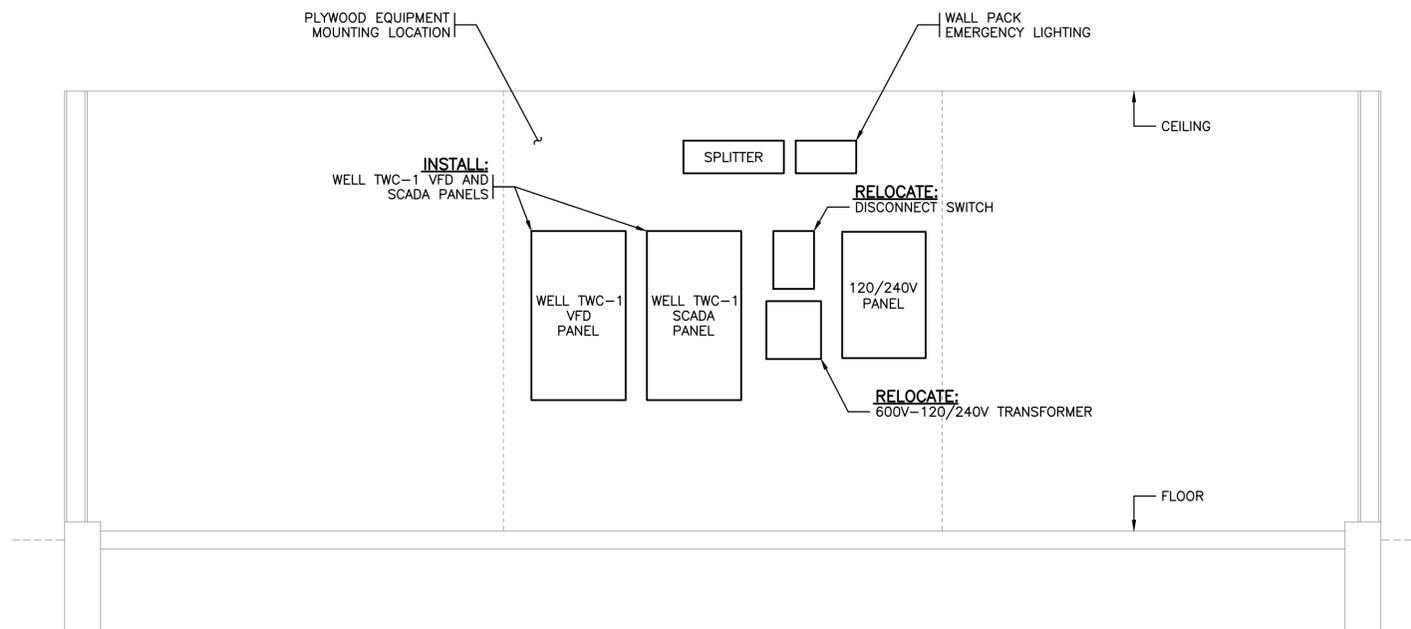 PLYWOOD EQUIPMENT
MOUNTING LOCATION
WALL PACK
EMERGENCY LIGHTING
CEILING
SPLITTER
INSTALL:
WELL TWC-1 VFD AND
SCADA PANELS
RELOCATE:
DISCONNECT SWITCH
WELL TWC-1
VFD
PANEL
WELL TWC-1
SCADA
PANEL
120/240V
PANEL
RELOCATE:
600V-120/240V TRANSFORMER
FLOOR